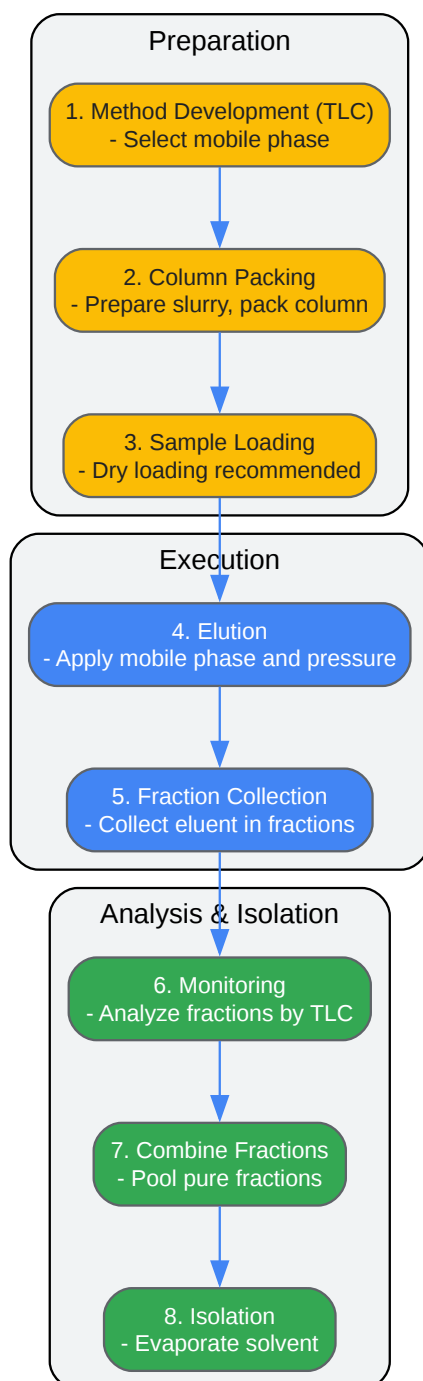 Preparation
1. Method Development (TLC)
- Select mobile phase
2. Column Packing
- Prepare slurry, pack column
3. Sample Loading
- Dry loading recommended
Execution
4. Elution
- Apply mobile phase and pressure
5. Fraction Collection
- Collect eluent in fractions
Analysis & Isolation
6. Monitoring
- Analyze fractions by TLC
7. Combine Fractions
- Pool pure fractions
8. Isolation
- Evaporate solvent